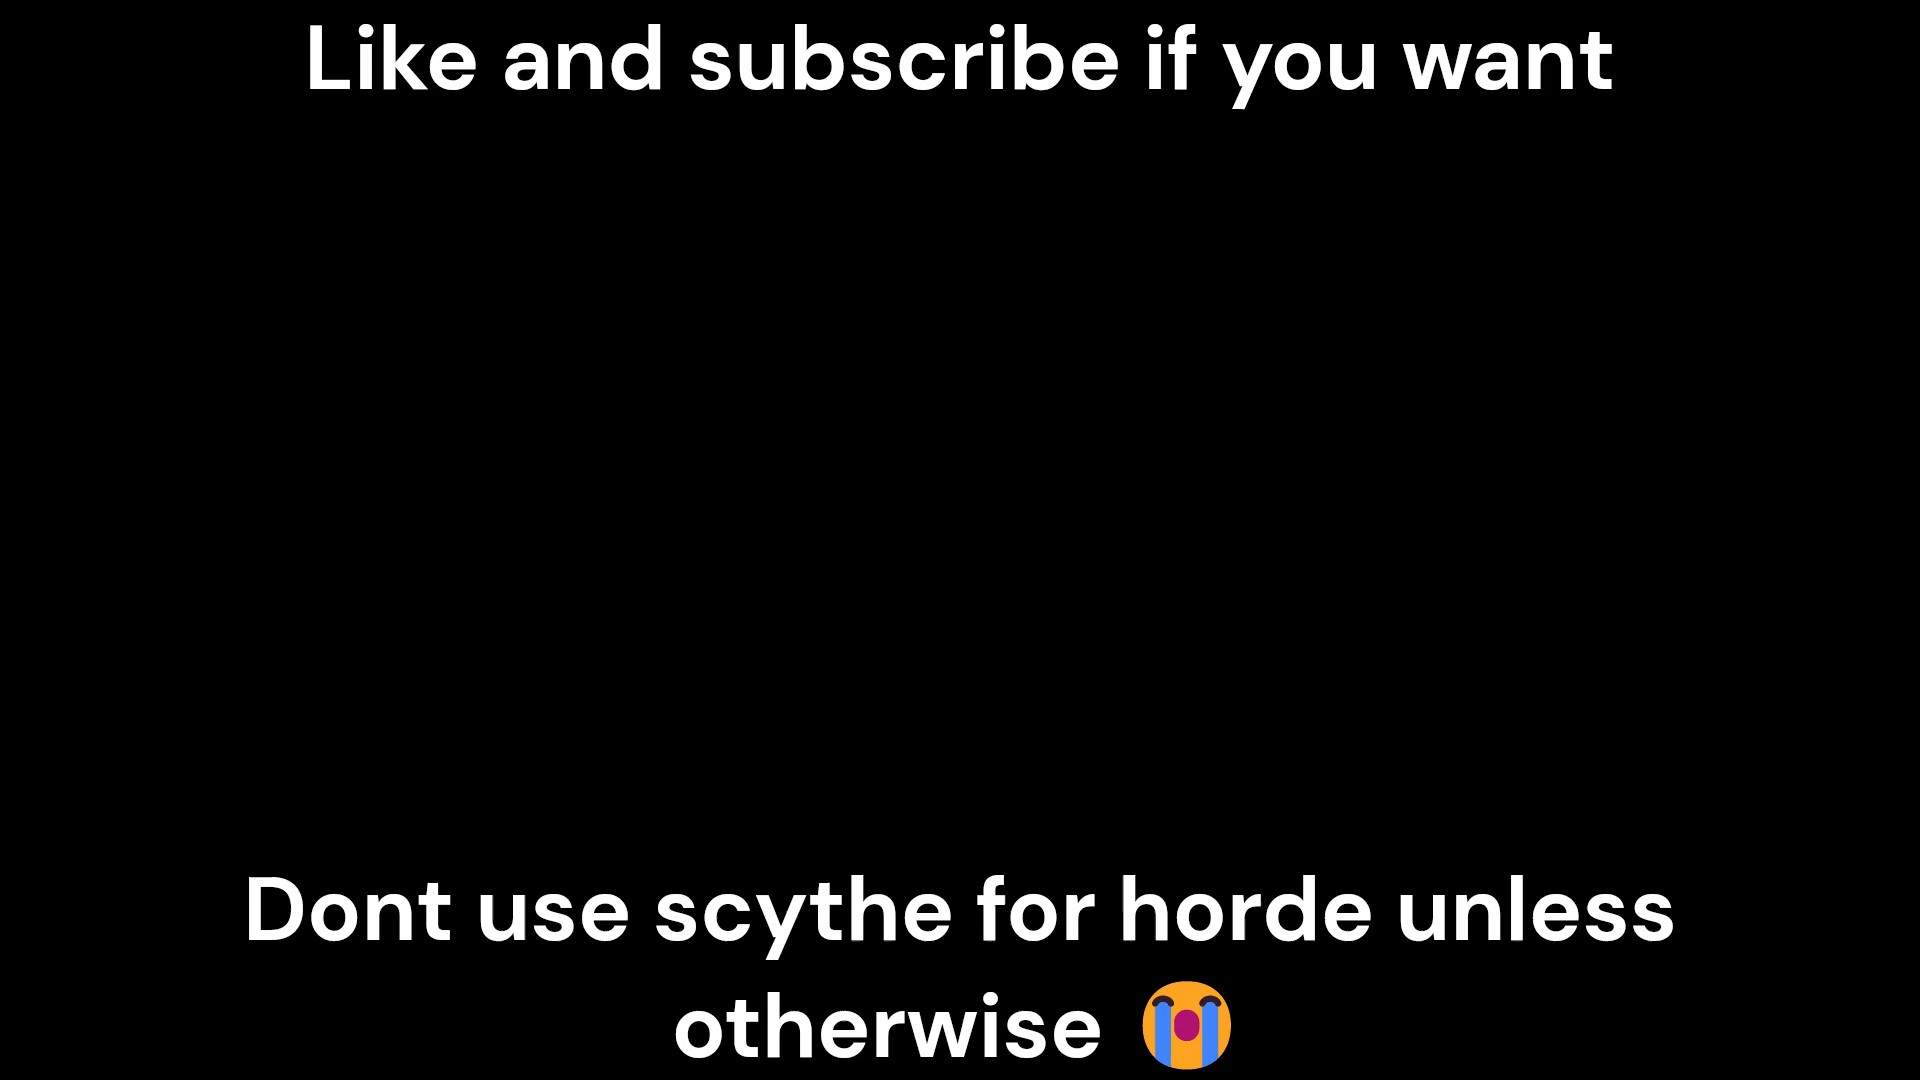 Like and subscribe if you want
Dont use scythe for horde unless
otherwise 😭